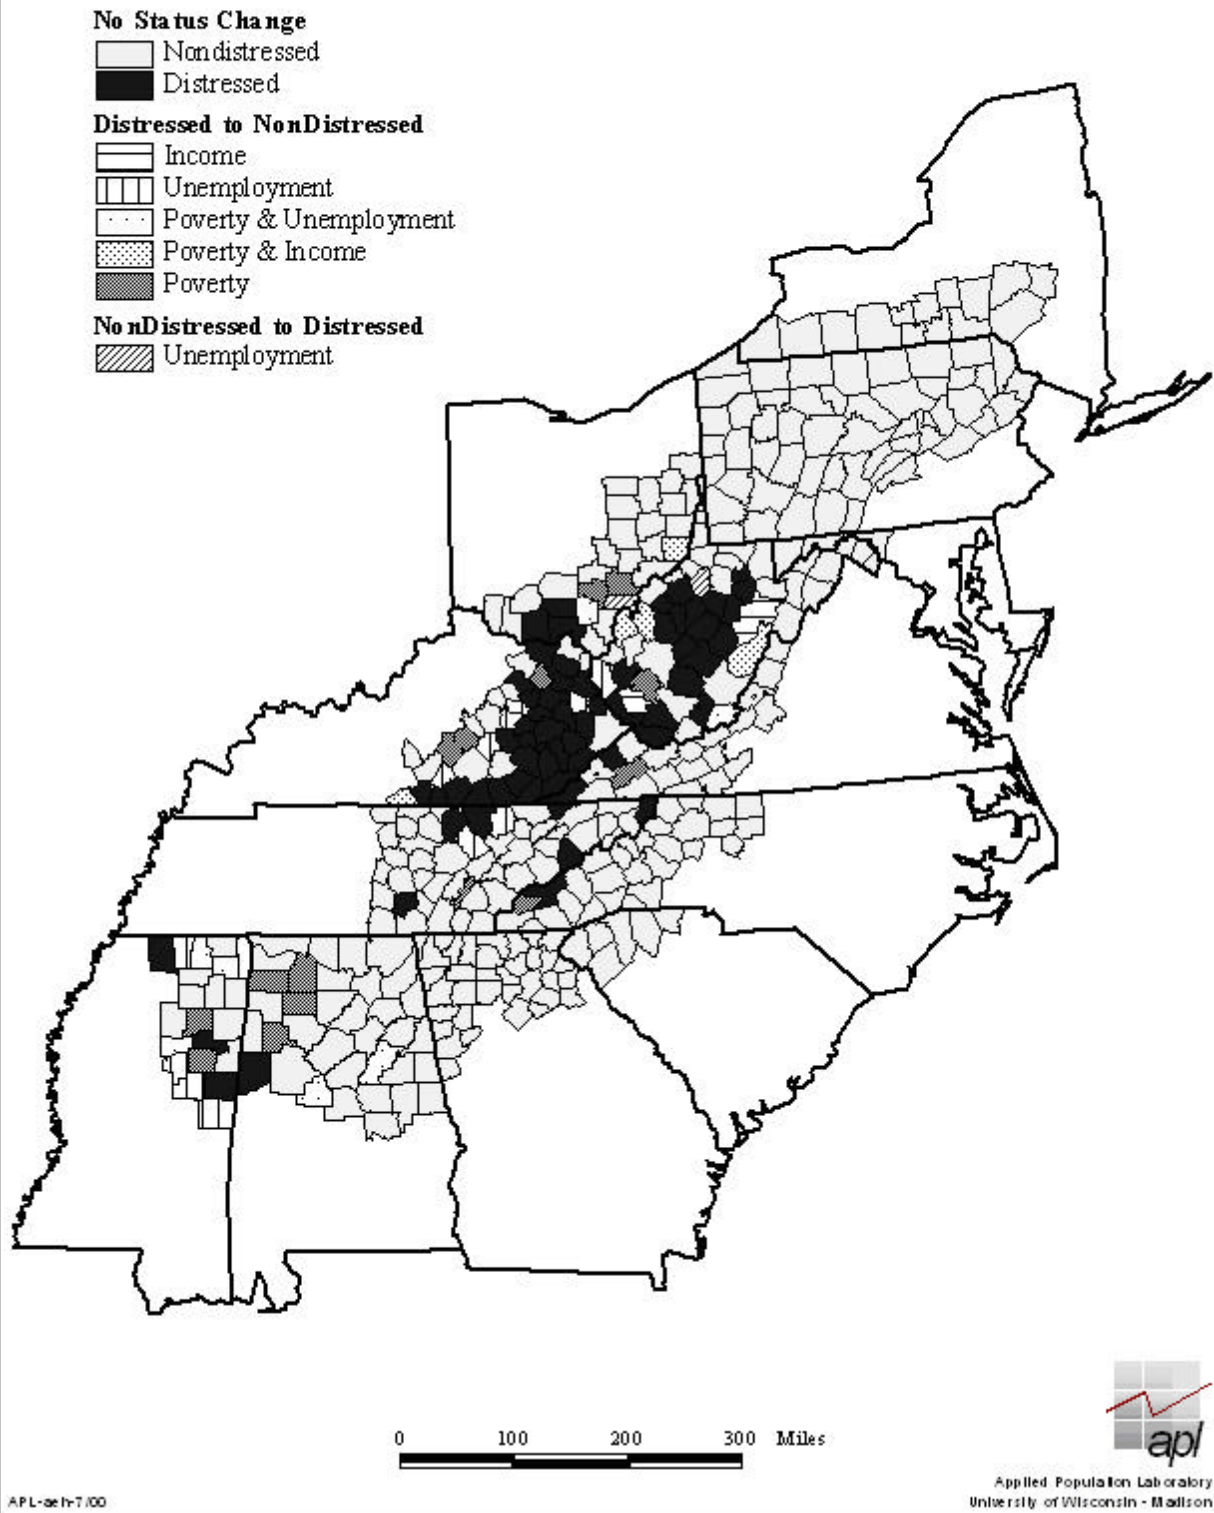 No Status Change
Nondistressed
Distressed
Distressed to NonDistressed
Income
Unemployment
Poverty & Unemployment
Poverty & Income
Poverty
NonDistressed to Distressed
Unemployment
0 100 200 300 Miles
apl
Applied Population Laboratory
University of Wisconsin - Madison
APL-aeh-7/00